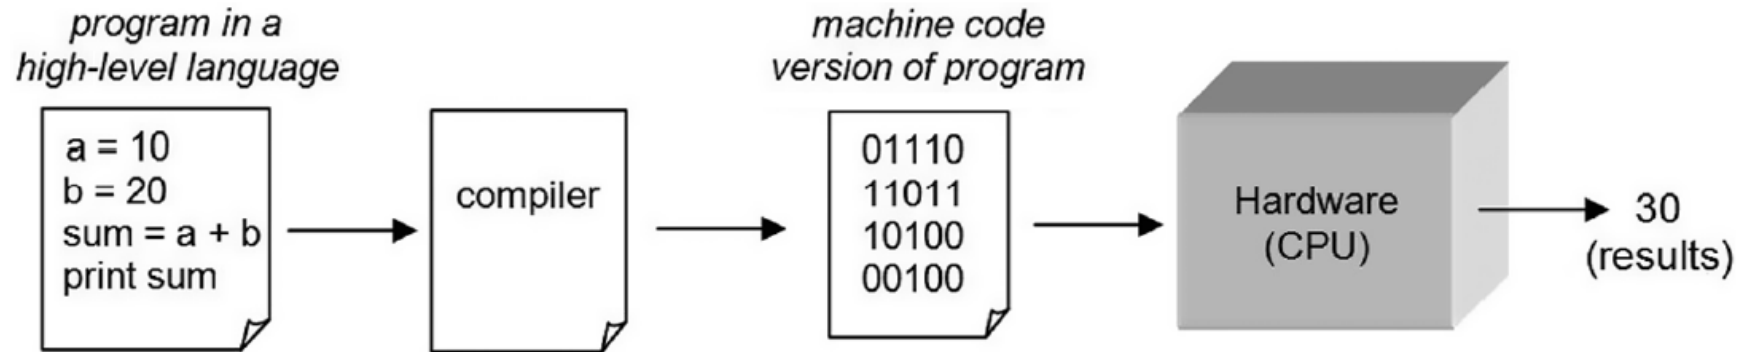 program in a
high-level language
a = 10
b = 20
sum = a + b
print sum
compiler
machine code
version of program
01110
11011
10100
00100
Hardware
(CPU)
30
(results)